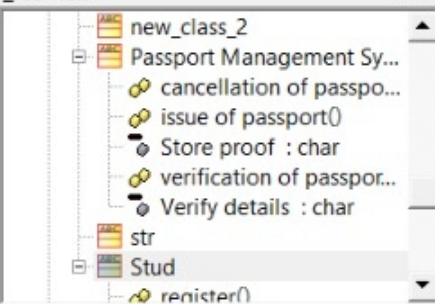 new_class_2
Passport Management Sy...
cancellation of passpo...
issue of passport()
Store proof : char
verification of passpor...
Verify details : char
str
Stud
register()